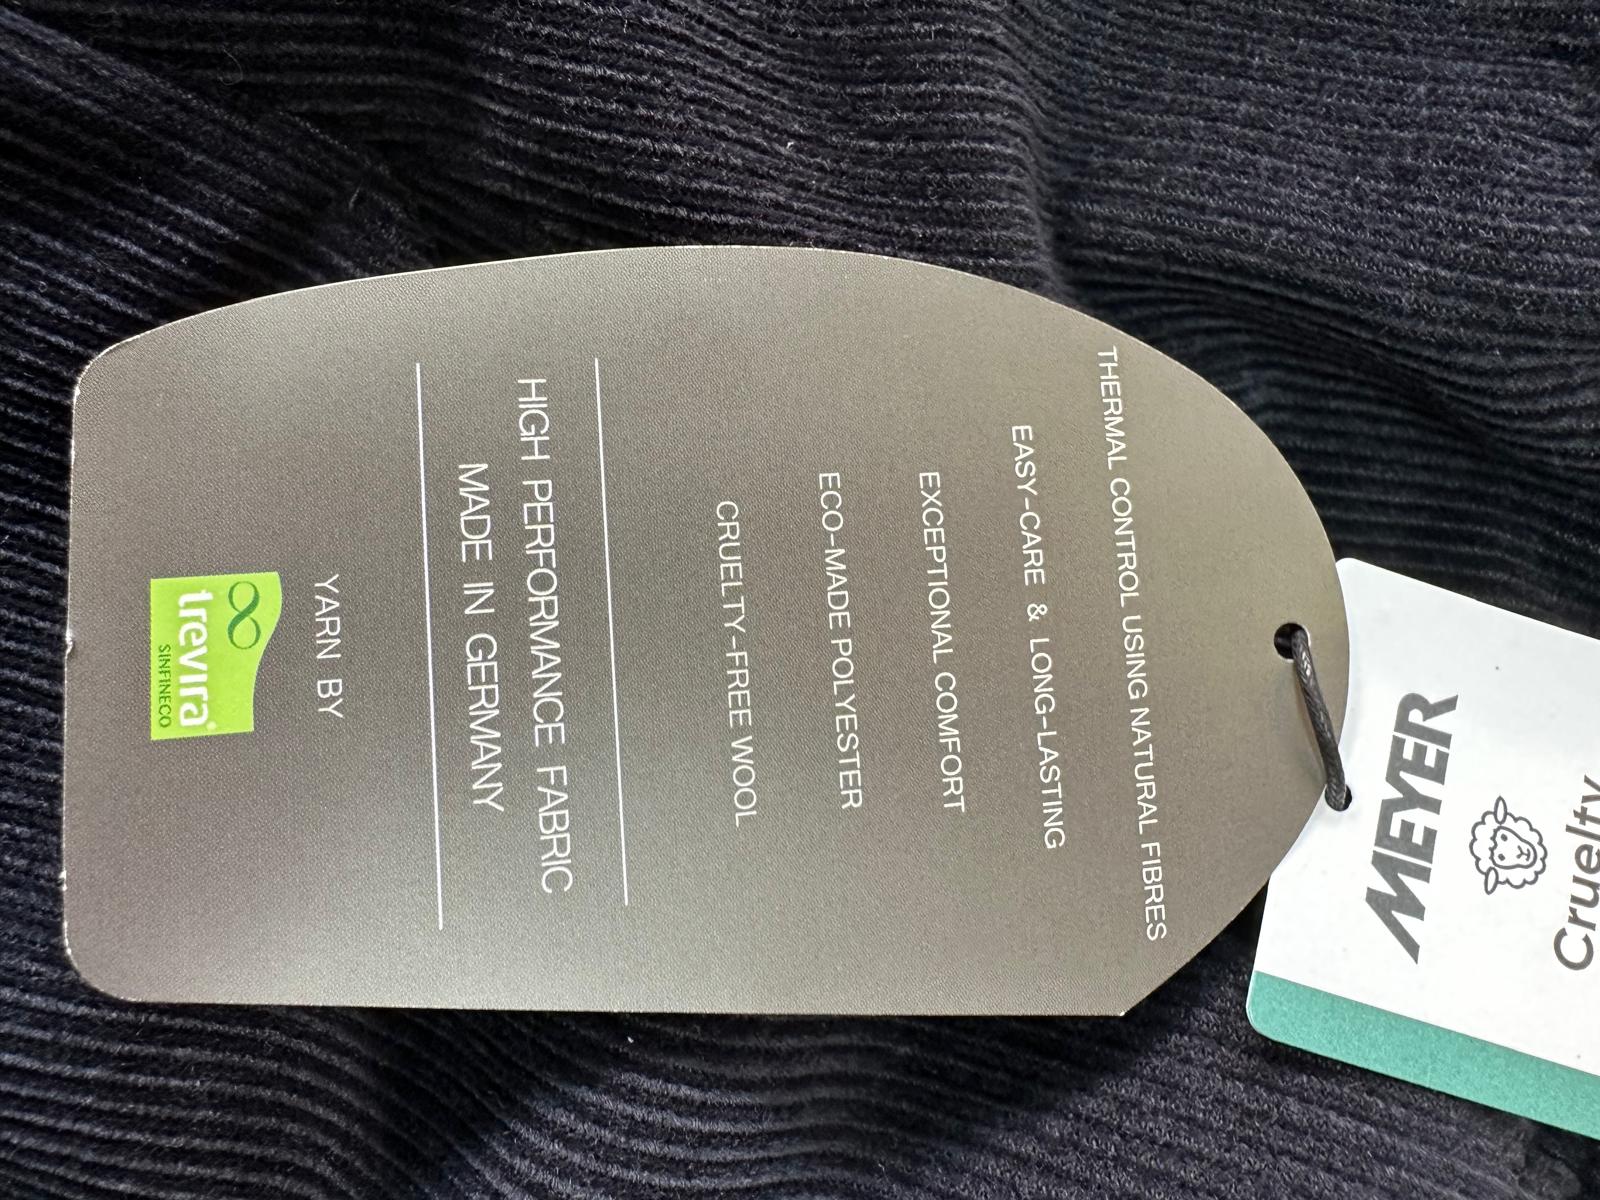 THERMAL CONTROL USING NATURAL FIBRES
EASY-CARE & LONG-LASTING
EXCEPTIONAL COMFORT
ECO-MADE POLYESTER
CRUELTY-FREE WOOL
HIGH PERFORMANCE FABRIC
MADE IN GERMANY
YARN BY
trevira®
SINFINECO
MEYER
Cruelty